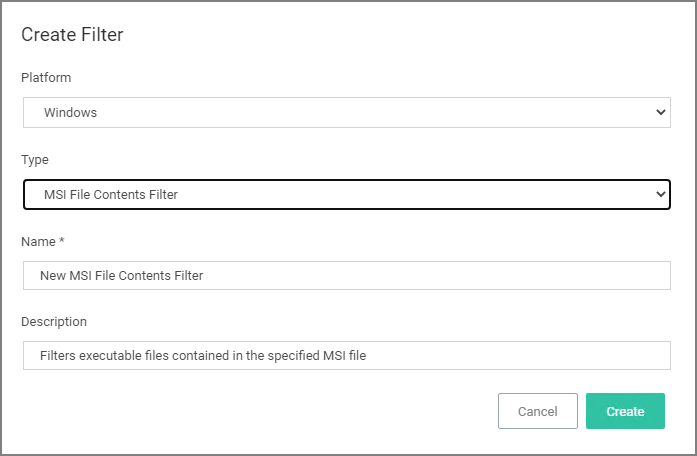 Create Filter
Platform
Windows
Type
MSI File Contents Filter
Name *
New MSI File Contents Filter
Description
Filters executable files contained in the specified MSI file
Cancel
Create